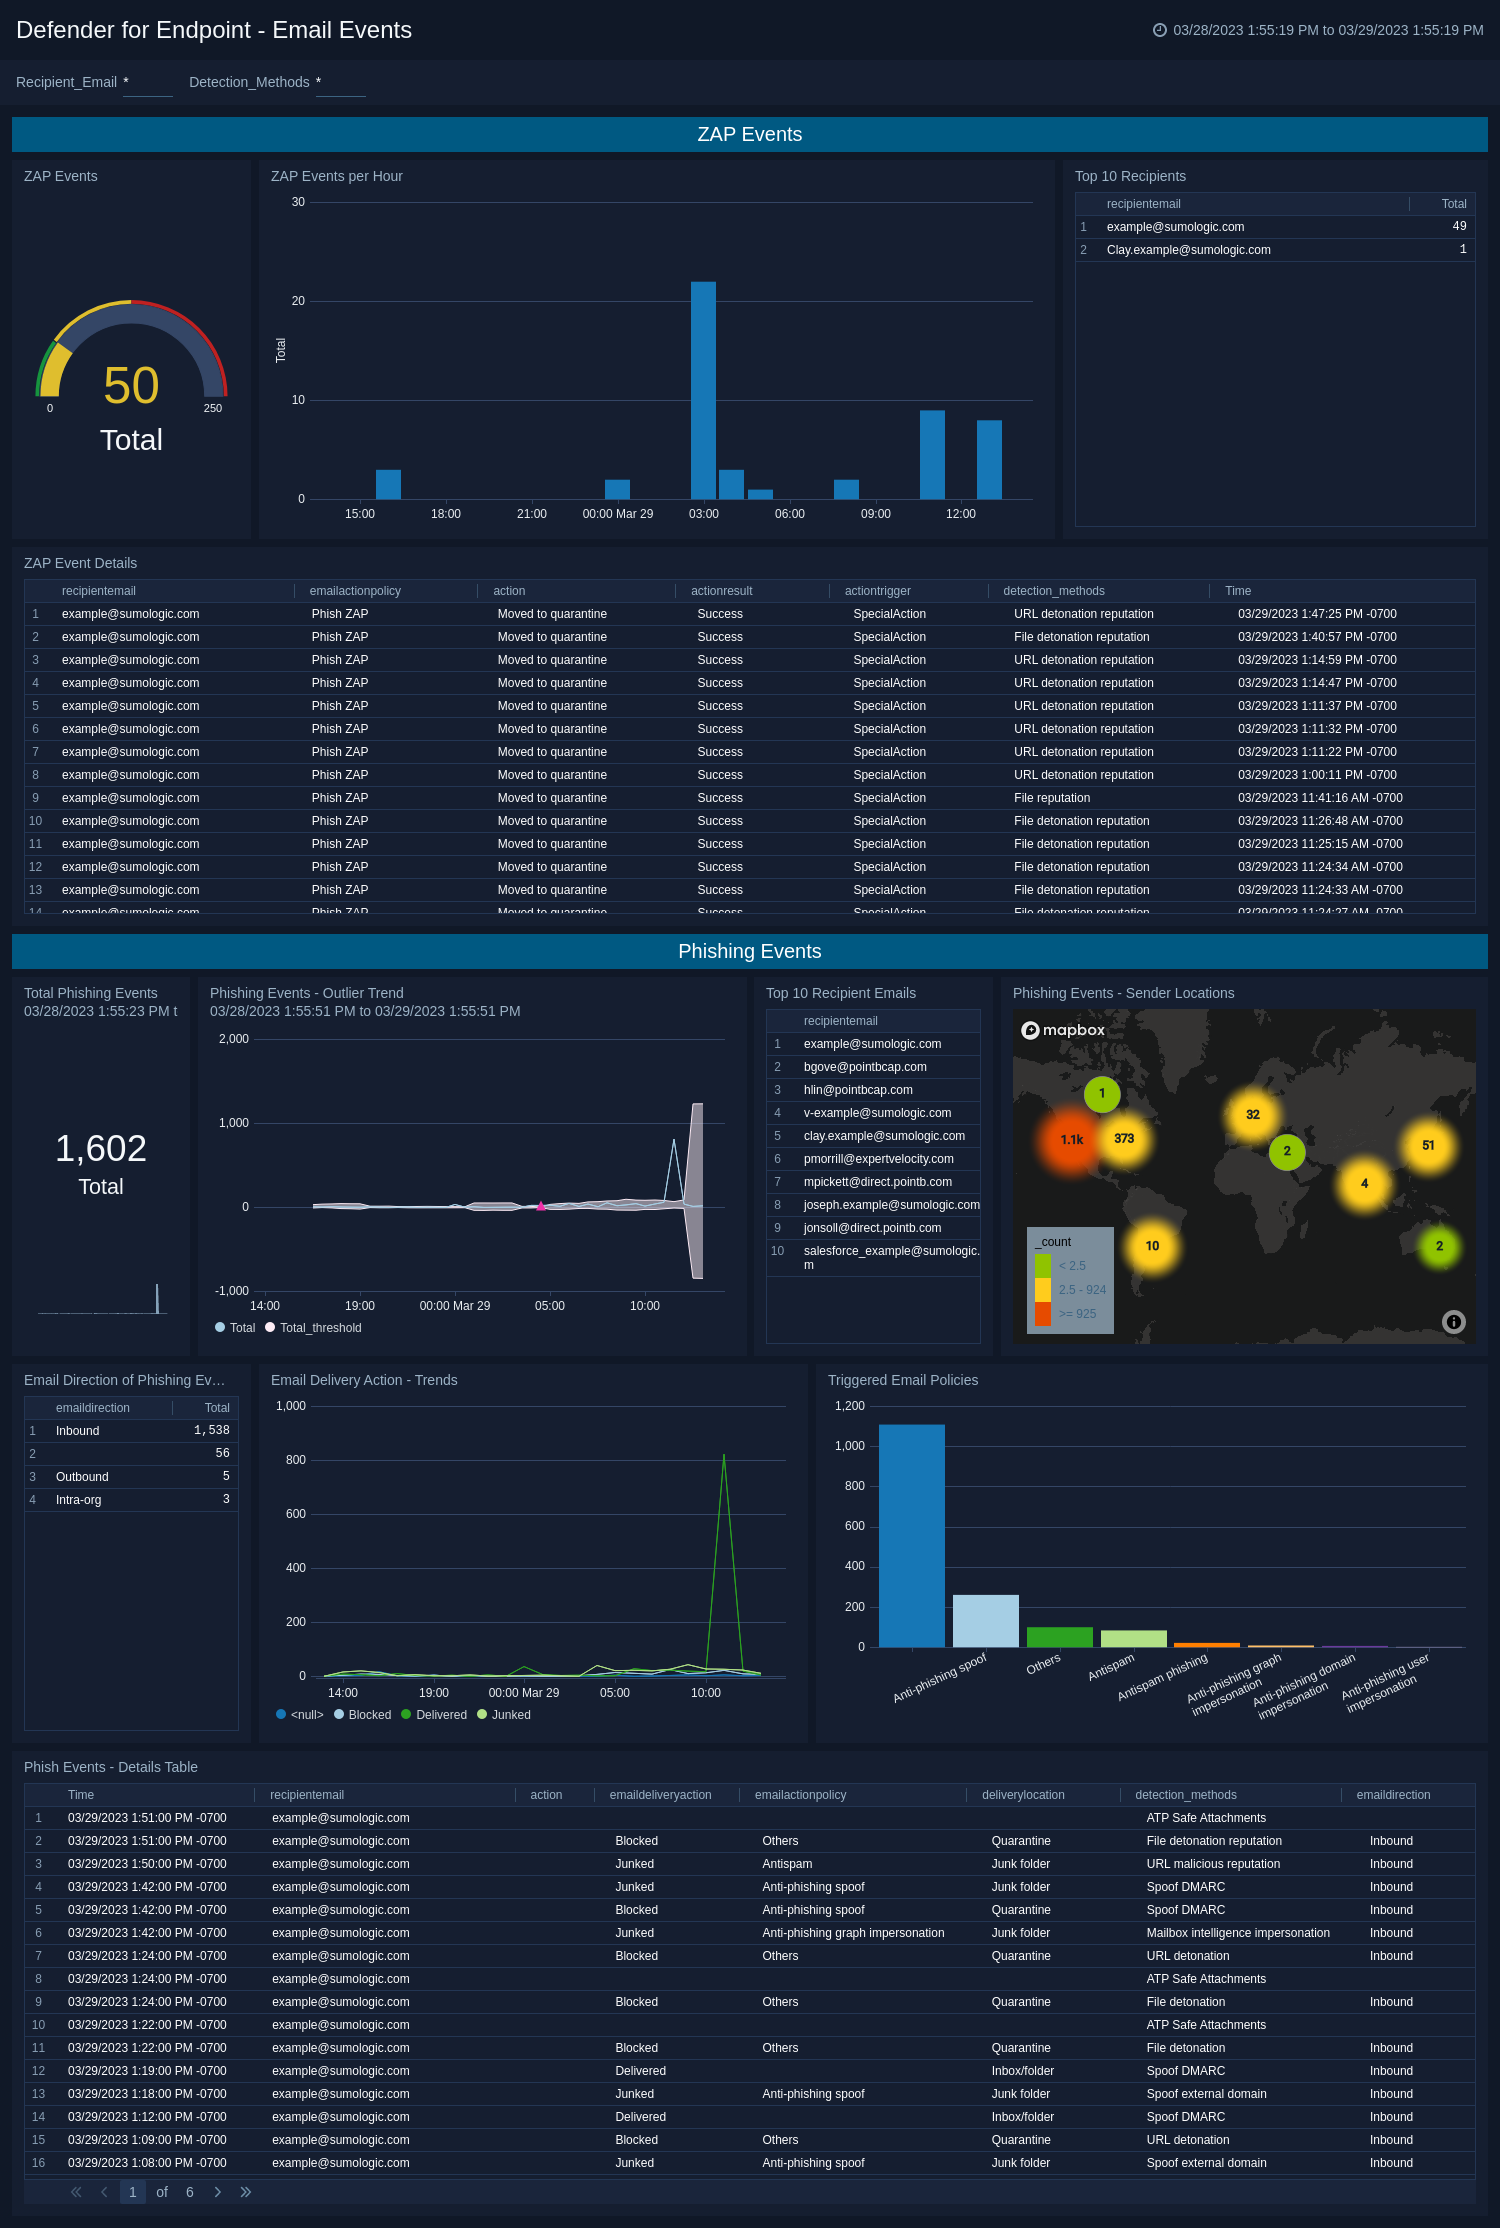 Defender for Endpoint - Email Events
03/28/2023 1:55:19 PM to 03/29/2023 1:55:19 PM
Recipient_Email *
Detection_Methods *
ZAP Events
ZAP Events
50
0
250
Total
ZAP Events per Hour
Total
30
20
10
0
15:00 18:00 21:00 00:00 Mar 29 03:00 06:00 09:00 12:00
Top 10 Recipients
recipientemail Total
1 example@sumologic.com 49
2 Clay.example@sumologic.com 1
ZAP Event Details
recipientemail emailactionpolicy action actionresult actiontrigger detection_methods Time
1 example@sumologic.com Phish ZAP Moved to quarantine Success SpecialAction URL detonation reputation 03/29/2023 1:47:25 PM -0700
2 example@sumologic.com Phish ZAP Moved to quarantine Success SpecialAction File detonation reputation 03/29/2023 1:40:57 PM -0700
3 example@sumologic.com Phish ZAP Moved to quarantine Success SpecialAction URL detonation reputation 03/29/2023 1:14:59 PM -0700
4 example@sumologic.com Phish ZAP Moved to quarantine Success SpecialAction URL detonation reputation 03/29/2023 1:14:47 PM -0700
5 example@sumologic.com Phish ZAP Moved to quarantine Success SpecialAction URL detonation reputation 03/29/2023 1:11:37 PM -0700
6 example@sumologic.com Phish ZAP Moved to quarantine Success SpecialAction URL detonation reputation 03/29/2023 1:11:32 PM -0700
7 example@sumologic.com Phish ZAP Moved to quarantine Success SpecialAction URL detonation reputation 03/29/2023 1:11:22 PM -0700
8 example@sumologic.com Phish ZAP Moved to quarantine Success SpecialAction URL detonation reputation 03/29/2023 1:00:11 PM -0700
9 example@sumologic.com Phish ZAP Moved to quarantine Success SpecialAction File reputation 03/29/2023 11:41:16 AM -0700
10 example@sumologic.com Phish ZAP Moved to quarantine Success SpecialAction File detonation reputation 03/29/2023 11:26:48 AM -0700
11 example@sumologic.com Phish ZAP Moved to quarantine Success SpecialAction File detonation reputation 03/29/2023 11:25:15 AM -0700
12 example@sumologic.com Phish ZAP Moved to quarantine Success SpecialAction File detonation reputation 03/29/2023 11:24:34 AM -0700
13 example@sumologic.com Phish ZAP Moved to quarantine Success SpecialAction File detonation reputation 03/29/2023 11:24:33 AM -0700
14 example@sumologic.com Phish ZAP Moved to quarantine Success SpecialAction File detonation reputation 03/29/2023 11:24:27 AM -0700
Phishing Events
Total Phishing Events
03/28/2023 1:55:23 PM t
1,602
Total
Phishing Events - Outlier Trend
03/28/2023 1:55:51 PM to 03/29/2023 1:55:51 PM
2,000
1,000
0
-1,000
14:00 19:00 00:00 Mar 29 05:00 10:00
Total Total_threshold
Top 10 Recipient Emails
recipientemail
1 example@sumologic.com
2 bgove@pointbcap.com
3 hlin@pointbcap.com
4 v-example@sumologic.com
5 clay.example@sumologic.com
6 pmorrill@expertvelocity.com
7 mpickett@direct.pointb.com
8 joseph.example@sumologic.com
9 jonsoll@direct.pointb.com
10 salesforce_example@sumologic.
m
Phishing Events - Sender Locations
mapbox
1
1.1k
373
32
2
51
4
10
2
_count
< 2.5
2.5 - 924
>= 925
Email Direction of Phishing Ev…
emaildirection Total
1 Inbound 1,538
2 56
3 Outbound 5
4 Intra-org 3
Email Delivery Action - Trends
1,000
800
600
400
200
0
14:00 19:00 00:00 Mar 29 05:00 10:00
<null> Blocked Delivered Junked
Triggered Email Policies
1,200
1,000
800
600
400
200
0
Anti-phishing spoof
Others
Antispam
Antispam phishing
Anti-phishing graph
impersonation
Anti-phishing domain
impersonation
Anti-phishing user
impersonation
Phish Events - Details Table
Time recipientemail action emaildeliveryaction emailactionpolicy deliverylocation detection_methods emaildirection
1 03/29/2023 1:51:00 PM -0700 example@sumologic.com ATP Safe Attachments
2 03/29/2023 1:51:00 PM -0700 example@sumologic.com Blocked Others Quarantine File detonation reputation Inbound
3 03/29/2023 1:50:00 PM -0700 example@sumologic.com Junked Antispam Junk folder URL malicious reputation Inbound
4 03/29/2023 1:42:00 PM -0700 example@sumologic.com Junked Anti-phishing spoof Junk folder Spoof DMARC Inbound
5 03/29/2023 1:42:00 PM -0700 example@sumologic.com Blocked Anti-phishing spoof Quarantine Spoof DMARC Inbound
6 03/29/2023 1:42:00 PM -0700 example@sumologic.com Junked Anti-phishing graph impersonation Junk folder Mailbox intelligence impersonation Inbound
7 03/29/2023 1:24:00 PM -0700 example@sumologic.com Blocked Others Quarantine URL detonation Inbound
8 03/29/2023 1:24:00 PM -0700 example@sumologic.com ATP Safe Attachments
9 03/29/2023 1:24:00 PM -0700 example@sumologic.com Blocked Others Quarantine File detonation Inbound
10 03/29/2023 1:22:00 PM -0700 example@sumologic.com ATP Safe Attachments
11 03/29/2023 1:22:00 PM -0700 example@sumologic.com Blocked Others Quarantine File detonation Inbound
12 03/29/2023 1:19:00 PM -0700 example@sumologic.com Delivered Inbox/folder Spoof DMARC Inbound
13 03/29/2023 1:18:00 PM -0700 example@sumologic.com Junked Anti-phishing spoof Junk folder Spoof external domain Inbound
14 03/29/2023 1:12:00 PM -0700 example@sumologic.com Delivered Inbox/folder Spoof DMARC Inbound
15 03/29/2023 1:09:00 PM -0700 example@sumologic.com Blocked Others Quarantine URL detonation Inbound
16 03/29/2023 1:08:00 PM -0700 example@sumologic.com Junked Anti-phishing spoof Junk folder Spoof external domain Inbound
1 of 6